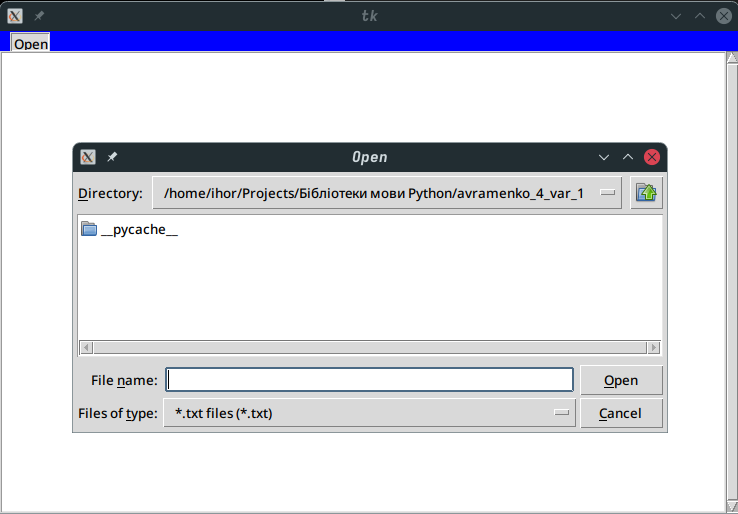 tk
Open
Open
Directory: /home/ihor/Projects/Бібліотеки мови Python/avramenko_4_var_1
__pycache__
File name: Open
Files of type: *.txt files (*.txt) Cancel